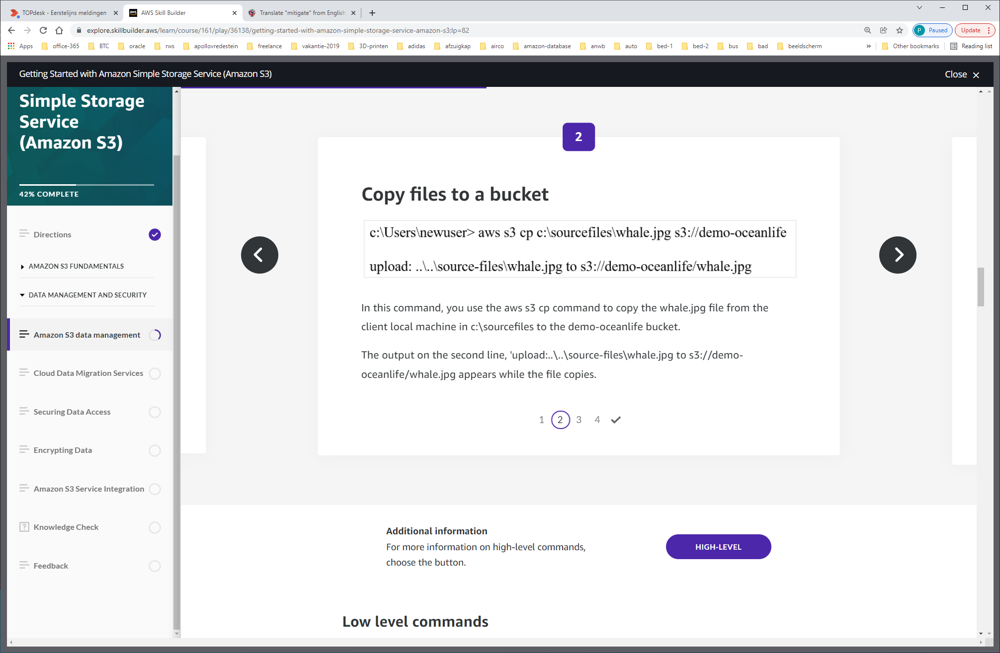 TOPdesk - Eerstelijns meldingen
AWS Skill Builder
Translate "mitigate" from English
explore.skillbuilder.aws/learn/course/161/play/36138/getting-started-with-amazon-simple-storage-service-amazon-s3;lp=82
P Paused
Update
Apps office-365 BTC oracle rws apollovredestein freelance vakantie-2019 3D-printen adidas afzuigkap airco amazon-database anwb auto bed-1 bed-2 bus bad beeldscherm » Other bookmarks Reading list
Getting Started with Amazon Simple Storage Service (Amazon S3)
Close
Simple Storage
Service
(Amazon S3)
42% COMPLETE
Directions
AMAZON S3 FUNDAMENTALS
DATA MANAGEMENT AND SECURITY
Amazon S3 data management
Cloud Data Migration Services
Securing Data Access
Encrypting Data
Amazon S3 Service Integration
? Knowledge Check
Feedback
2
Copy files to a bucket
c:\Users\newuser> aws s3 cp c:\sourcefiles\whale.jpg s3://demo-oceanlife
upload: ..\..\source-files\whale.jpg to s3://demo-oceanlife/whale.jpg
In this command, you use the aws s3 cp command to copy the whale.jpg file from the
client local machine in c:\sourcefiles to the demo-oceanlife bucket.
The output on the second line, 'upload:..\..\source-files\whale.jpg to s3://demo-
oceanlife/whale.jpg appears while the file copies.
1 2 3 4
Additional information
For more information on high-level commands,
choose the button.
HIGH-LEVEL
Low level commands